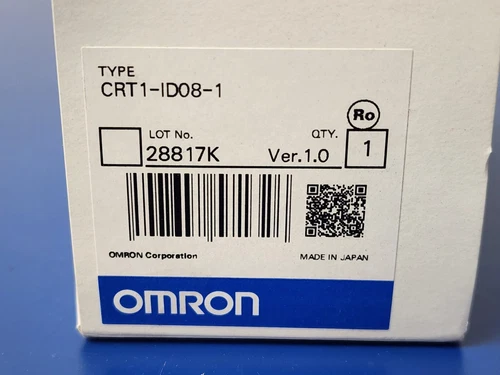 TYPE
CRT1-ID08-1
Ro
LOT No. QTY.
28817K Ver.1.0 1
OMRON Corporation MADE IN JAPAN
OMRON